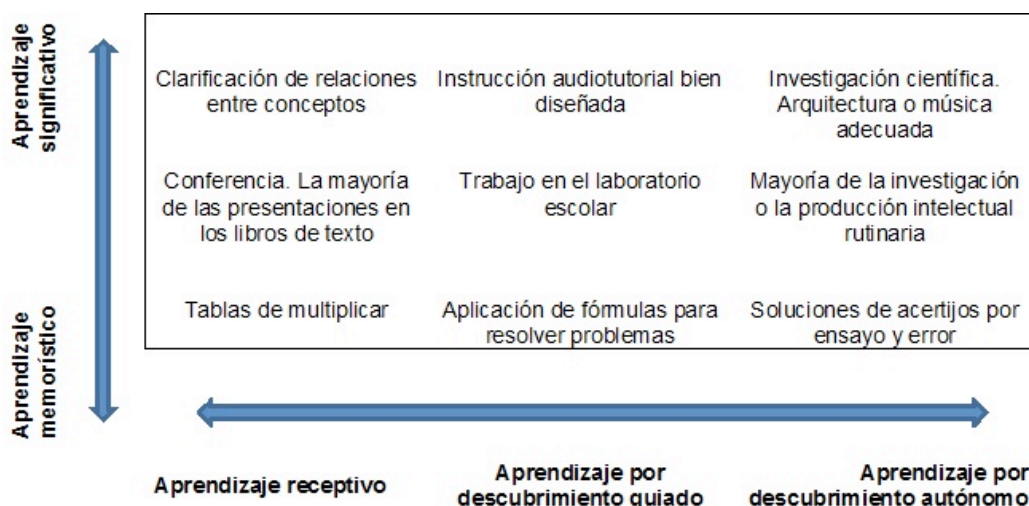 Aprendizaje
significativo
Clarificación de relaciones
entre conceptos
Instrucción audiotutorial bien
diseñada
Investigación científica.
Arquitectura o música
adecuada
Conferencia. La mayoría
de las presentaciones en
los libros de texto
Trabajo en el laboratorio
escolar
Mayoría de la investigación
o la producción intelectual
rutinaria
Aprendizaje
memorístico
Tablas de multiplicar
Aplicación de fórmulas para
resolver problemas
Soluciones de acertijos por
ensayo y error
Aprendizaje receptivo
Aprendizaje por
descubrimiento guiado
Aprendizaje por
descubrimiento autónomo